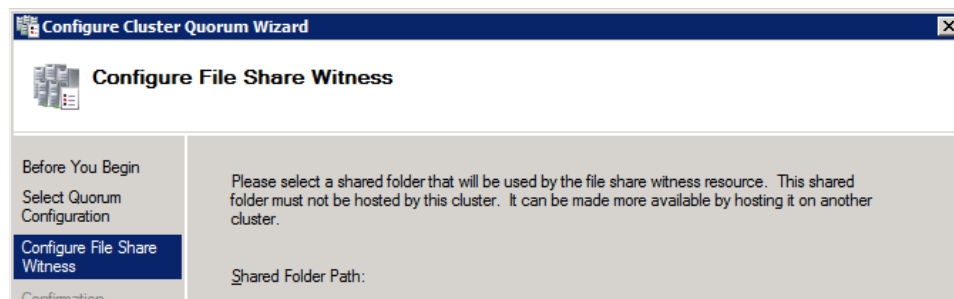 Configure Cluster Quorum Wizard
Configure File Share Witness
Before You Begin
Select Quorum
Configuration
Configure File Share
Witness
Confirmation
Please select a shared folder that will be used by the file share witness resource.  This shared
folder must not be hosted by this cluster.  It can be made more available by hosting it on another
cluster.
Shared Folder Path: